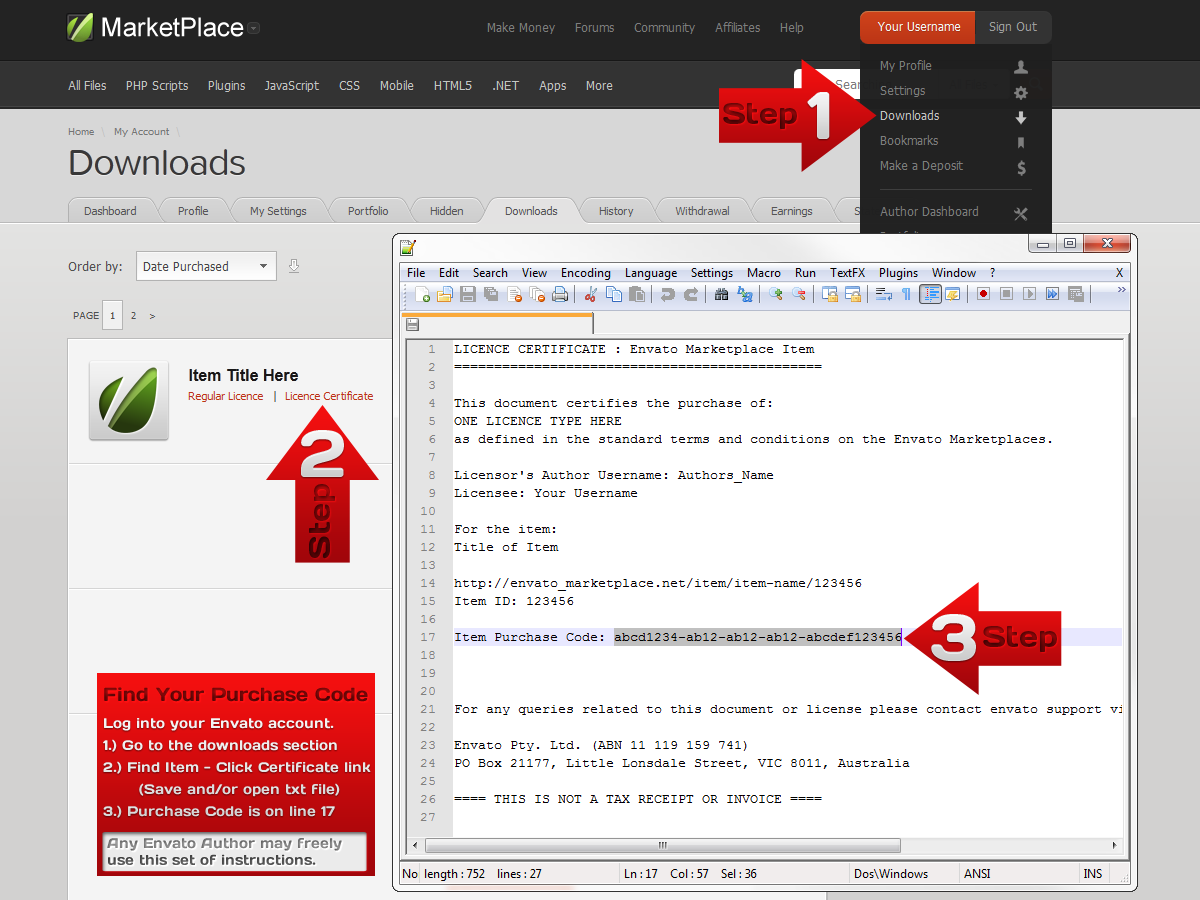 MarketPlace
Make Money Forums Community Affiliates Help
Your Username Sign Out
All Files PHP Scripts Plugins JavaScript CSS Mobile HTML5 .NET Apps More
My Profile
Settings
Downloads
Bookmarks
Make a Deposit
Author Dashboard
Step 1
Home My Account
Downloads
Dashboard Profile My Settings Portfolio Hidden Downloads History Withdrawal Earnings
Order by: Date Purchased
PAGE 1 2 >
Item Title Here
Regular Licence | Licence Certificate
2
Step
File Edit Search View Encoding Language Settings Macro Run TextFX Plugins Window ? X
1 LICENCE CERTIFICATE : Envato Marketplace Item
2 ==============================================
3
4 This document certifies the purchase of:
5 ONE LICENCE TYPE HERE
6 as defined in the standard terms and conditions on the Envato Marketplaces.
7
8 Licensor's Author Username: Authors_Name
9 Licensee: Your Username
10
11 For the item:
12 Title of Item
13
14 http://envato_marketplace.net/item/item-name/123456
15 Item ID: 123456
16
17 Item Purchase Code: abcd1234-ab12-ab12-ab12-abcdef123456
3 Step
18
19
20
21 For any queries related to this document or license please contact envato support vi
22
23 Envato Pty. Ltd. (ABN 11 119 159 741)
24 PO Box 21177, Little Lonsdale Street, VIC 8011, Australia
25
26 ==== THIS IS NOT A TAX RECEIPT OR INVOICE ====
27
No length : 752 lines : 27 Ln : 17 Col : 57 Sel : 36 Dos\Windows ANSI INS
Find Your Purchase Code
Log into your Envato account.
1.) Go to the downloads section
2.) Find Item - Click Certificate link
(Save and/or open txt file)
3.) Purchase Code is on line 17
Any Envato Author may freely
use this set of instructions.